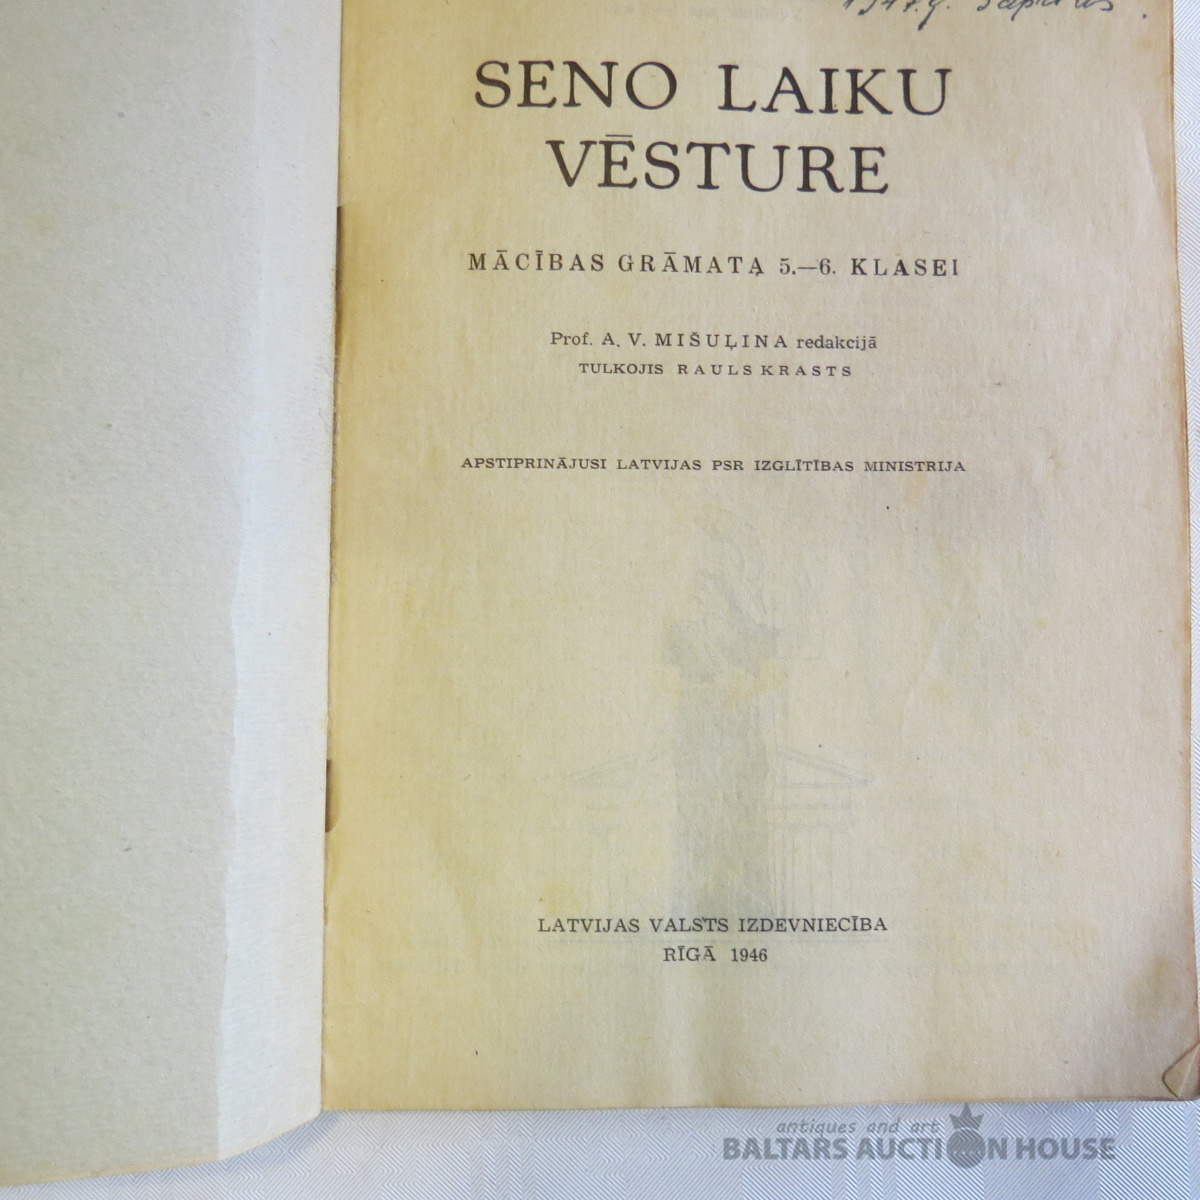 1947.g.
SENO LAIKU
VĒSTURE
MĀCĪBAS GRĀMATA 5.—6. KLASEI
Prof. A. V. MIŠUĻINA redakcijā
TULKOJIS RAULS KRASTS
APSTIPRINĀJUSI LATVIJAS PSR IZGLĪTĪBAS MINISTRIJA
LATVIJAS VALSTS IZDEVNIECĪBA
RĪGĀ 1946
antiques and art
BALTARS AUCTION HOUSE